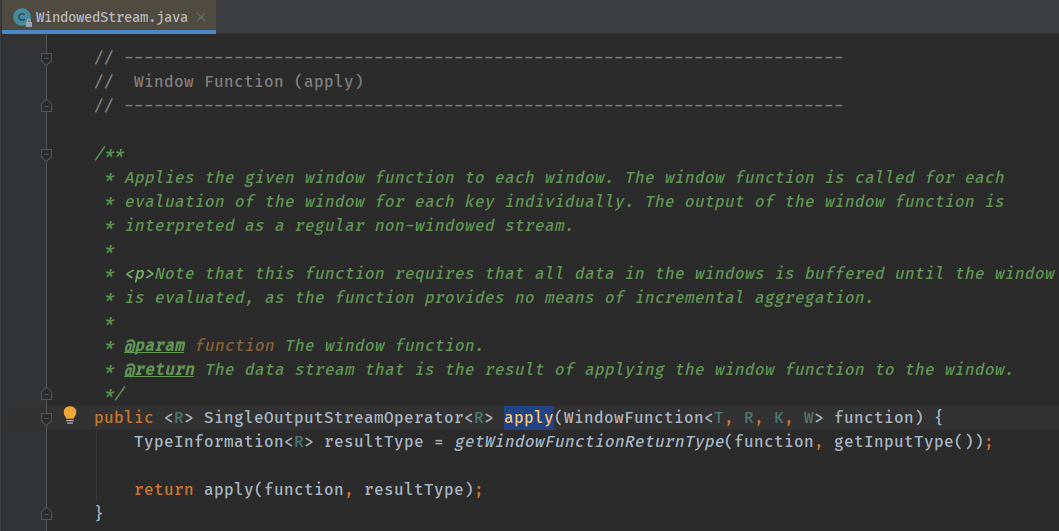 WindowedStream.java
// ------------------------------------------------------------------------
//  Window Function (apply)
// ------------------------------------------------------------------------
/**
 * Applies the given window function to each window. The window function is called for each
 * evaluation of the window for each key individually. The output of the window function is
 * interpreted as a regular non-windowed stream.
 *
 * <p>Note that this function requires that all data in the windows is buffered until the window
 * is evaluated, as the function provides no means of incremental aggregation.
 *
 * @param function The window function.
 * @return The data stream that is the result of applying the window function to the window.
 */
public <R> SingleOutputStreamOperator<R> apply(WindowFunction<T, R, K, W> function) {
    TypeInformation<R> resultType = getWindowFunctionReturnType(function, getInputType());
    return apply(function, resultType);
}